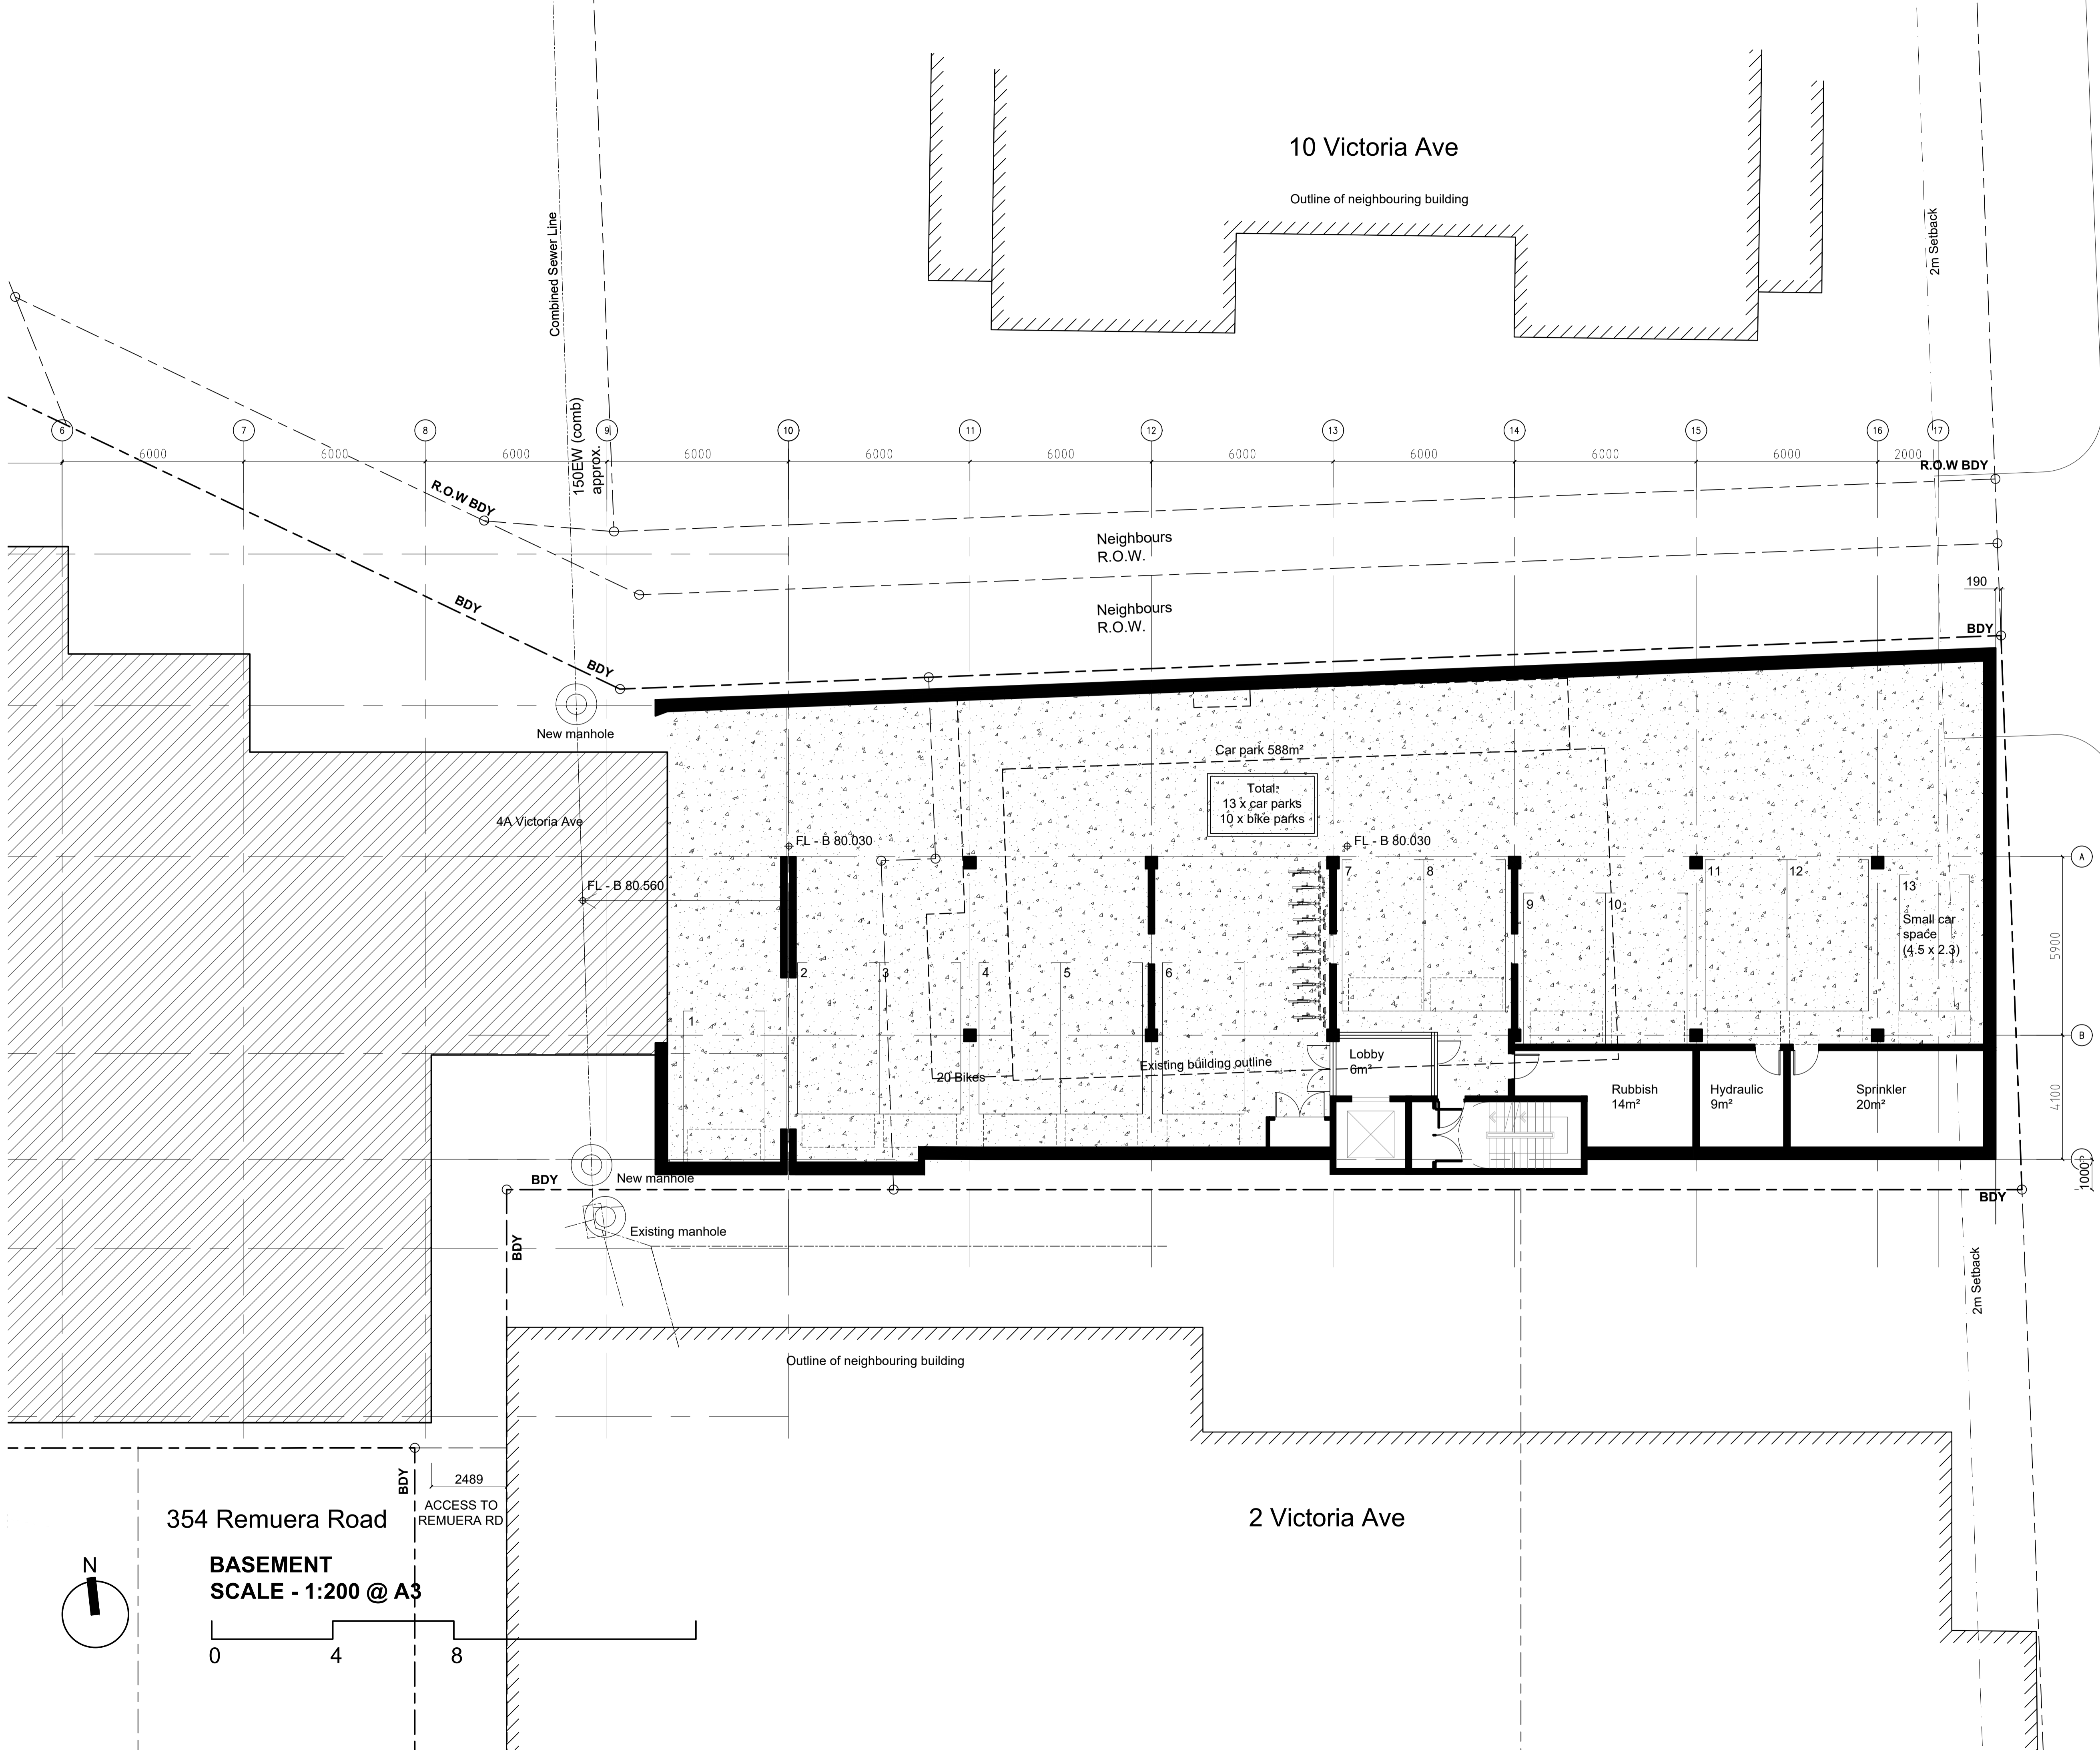 10 Victoria Ave
Outline of neighbouring building
Combined Sewer Line
2m Setback
150EW (comb)
approx.
6
7
8
9
10
11
12
13
14
15
16
17
6000
6000
6000
6000
6000
6000
6000
6000
6000
6000
2000
R.O.W BDY
R.O.W BDY
Neighbours
R.O.W.
Neighbours
R.O.W.
190
BDY
BDY
BDY
New manhole
Car park 588m²
Total:
13 x car parks
10 x bike parks
4A Victoria Ave
FL - B 80.030
FL - B 80.030
FL - B 80.560
A
7
8
11
12
13
9
10
Small car
space
(4.5 x 2.3)
5900
2
3
4
5
6
1
B
Existing building outline
Lobby
6m²
20 Bikes
Rubbish
14m²
Hydraulic
9m²
Sprinkler
20m²
4100
1000
BDY
New manhole
BDY
BDY
Existing manhole
2m Setback
Outline of neighbouring building
BDY
2489
ACCESS TO
REMUERA RD
354 Remuera Road
2 Victoria Ave
N
BASEMENT
SCALE - 1:200 @ A3
0
4
8